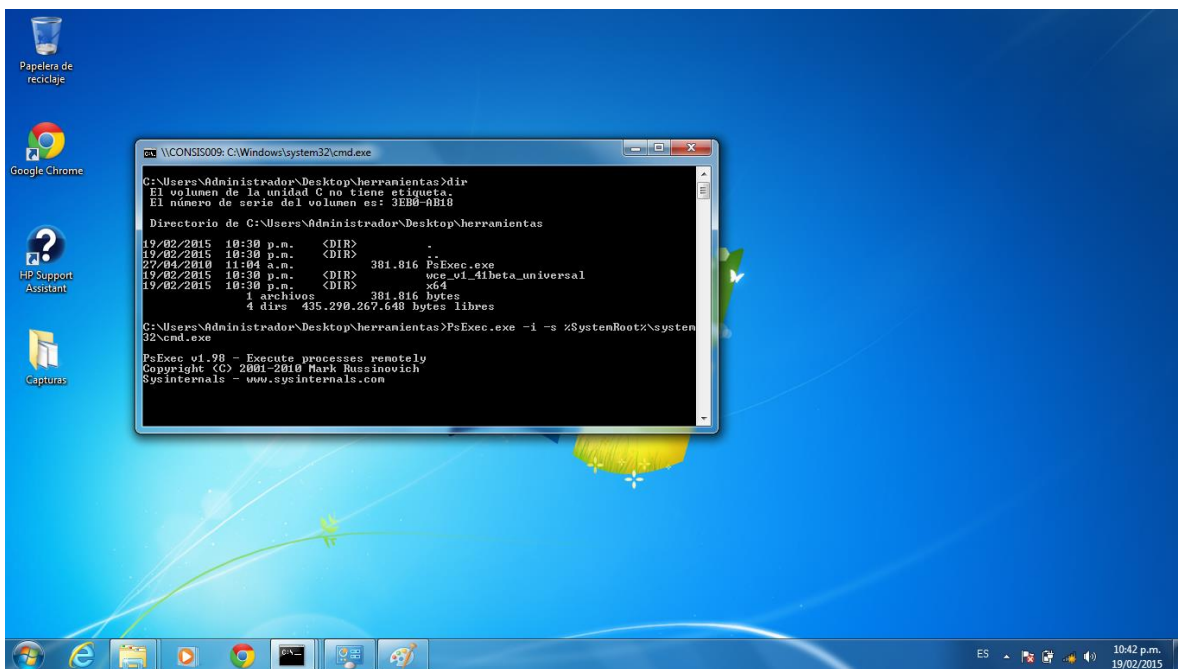 Papelera de
reciclaje
Google Chrome
HP Support
Assistant
Capturas
\\CONSIS009: C:\Windows\system32\cmd.exe
C:\Users\Administrador\Desktop\herramientas>dir
El volumen de la unidad C no tiene etiqueta.
El número de serie del volumen es: 3EB0-AB18
Directorio de C:\Users\Administrador\Desktop\herramientas
19/02/2015  10:30 p.m.    <DIR>          .
19/02/2015  10:30 p.m.    <DIR>          ..
27/04/2010  11:04 a.m.           381.816 PsExec.exe
19/02/2015  10:30 p.m.    <DIR>          wce_v1_41beta_universal
19/02/2015  10:30 p.m.    <DIR>          x64
1 archivos        381.816 bytes
4 dirs  435.290.267.648 bytes libres
C:\Users\Administrador\Desktop\herramientas>PsExec.exe -i -s %SystemRoot%\system
32\cmd.exe
PsExec v1.98 - Execute processes remotely
Copyright (C) 2001-2010 Mark Russinovich
Sysinternals - www.sysinternals.com
ES
10:42 p.m.
19/02/2015